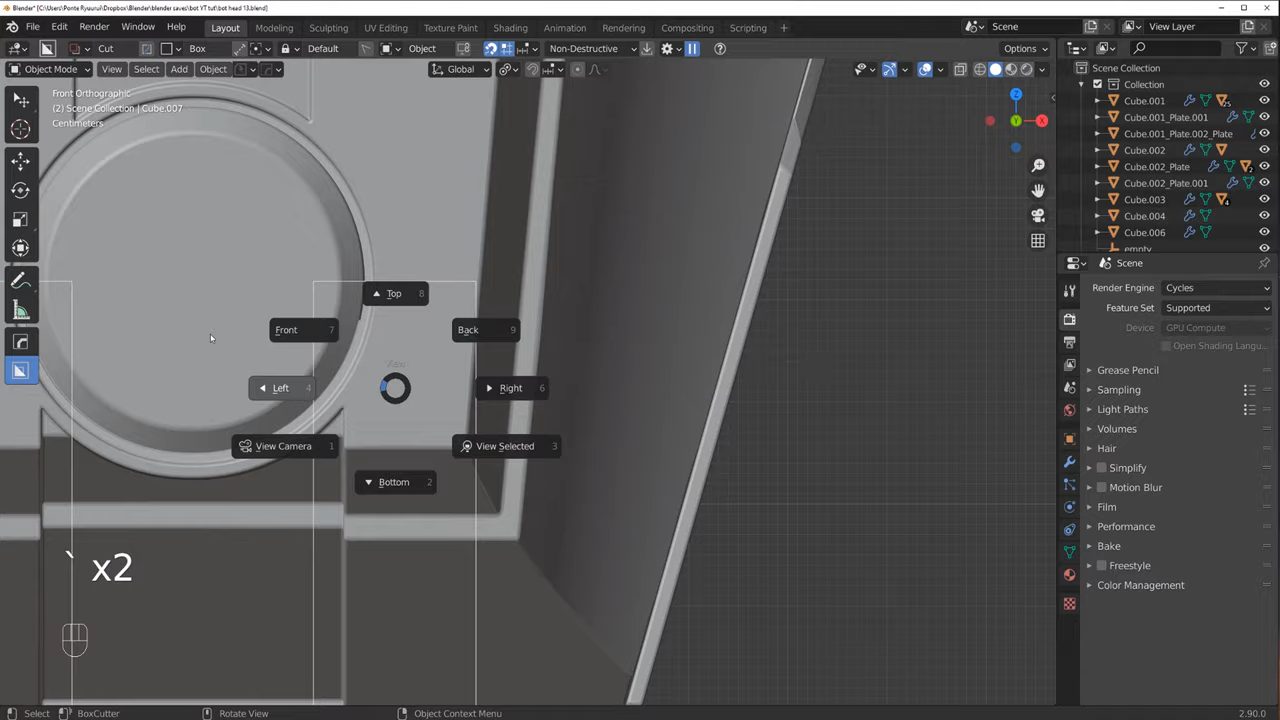 Blender* [C:\Users\Ponte Ryuurui\Dropbox\Blender\blender saves\bot YT tut\bot head 13.blend]
File Edit Render Window Help Layout Modeling Sculpting UV Editing Texture Paint Shading Animation Rendering Compositing Scripting + Scene View Layer
Cut Box Default Object Non-Destructive Options
Object Mode View Select Add Object Global
Front Orthographic
(2) Scene Collection | Cube.007
Centimeters
Z
Y
X
Top 8
Front 7
Back 9
View
Left 4
Right 6
View Camera 1
View Selected 3
Bottom 2
` x2
Scene Collection
Collection
Cube.001 25
Cube.001_Plate.001
Cube.001_Plate.002_Plate
Cube.002
Cube.002_Plate 2
Cube.002_Plate.001
Cube.003 4
Cube.004
Cube.006
empty
Scene
Render Engine Cycles
Feature Set Supported
Device GPU Compute
Open Shading Langu...
Grease Pencil
Sampling
Light Paths
Volumes
Hair
Simplify
Motion Blur
Film
Performance
Bake
Freestyle
Color Management
Select BoxCutter Rotate View Object Context Menu 2.90.0